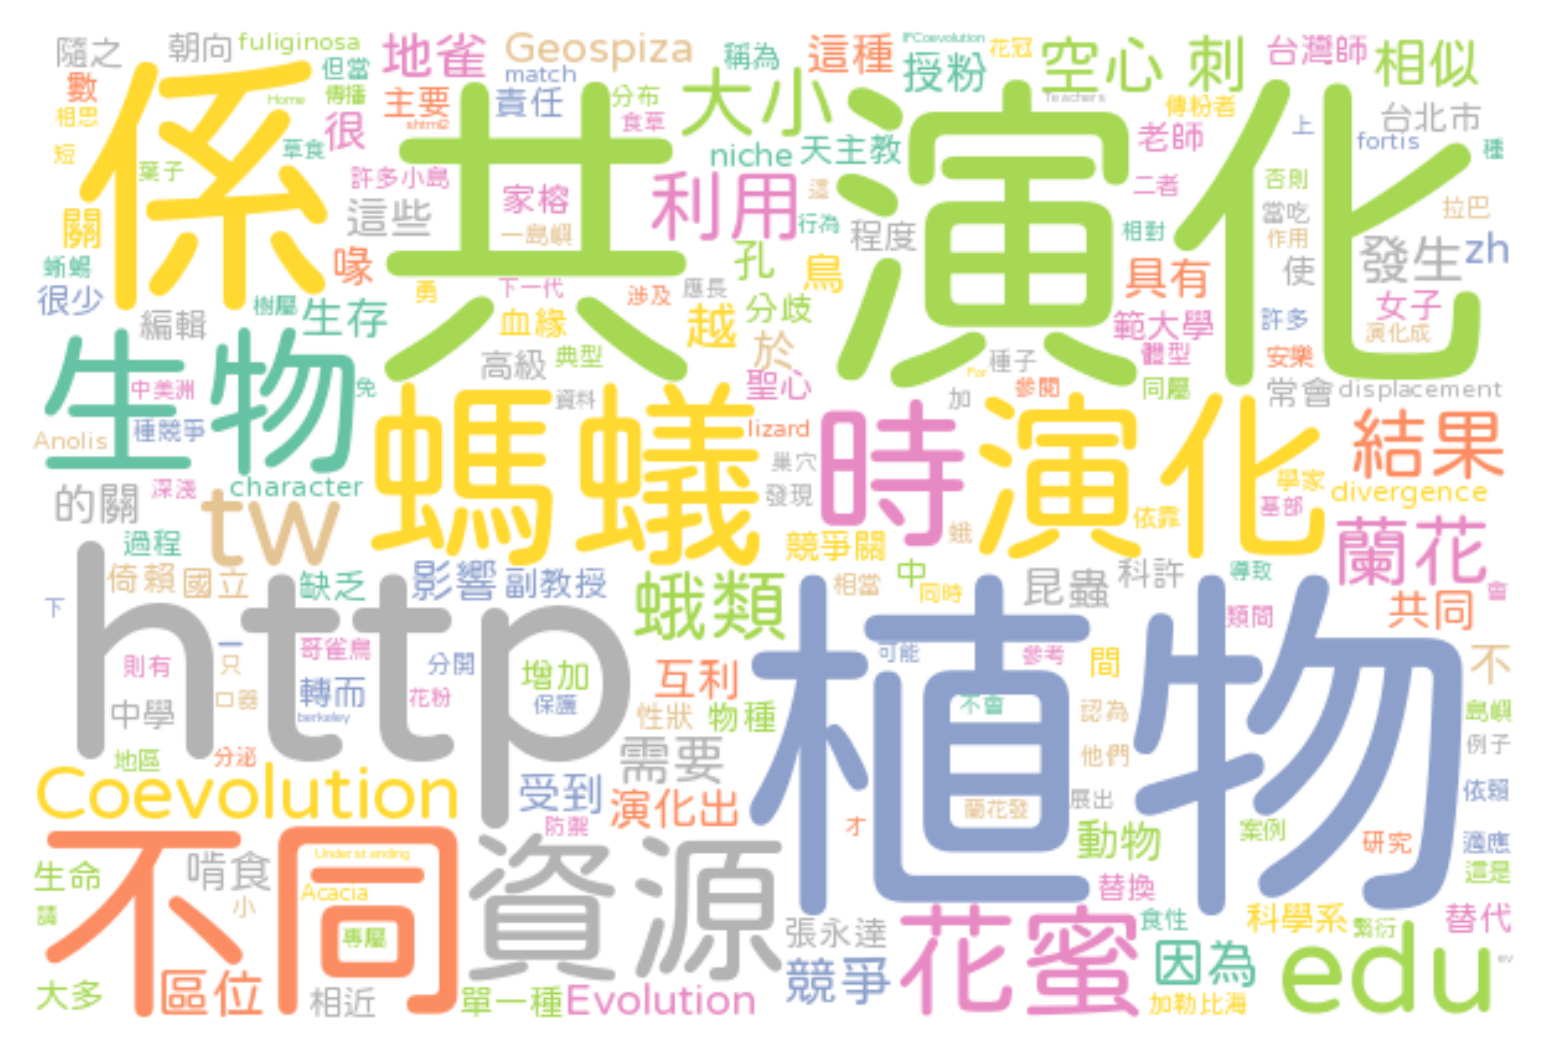 隨之
朝向
fuliginosa
但當
地雀
Geospiza
match
稱為
這種
授粉
花冠
空心
刺
台灣師
相似
數
相思
短
係
傳播
草食
很
主要
責任
分布
食草
大小
niche
天主教
演化
共
老師
傳粉者
上
台北市
fortis
種
葉子
關
許多小島
這些
家榕
一島嶼
利用
這
行為
程度
二者
相對
否則
當吃
作用
拉巴
蜥蜴
很少
喙
孔
鳥
具有
使
發生
zh
樹屬
生存
編輯
勇
下一代
涉及
應長
血緣
越
分歧
於
範大學
許多
女子
演化成
生物
中美洲
免
高級
典型
聖心
種子
體型
安樂
加
參閱
同屬
常會
displacement
Anolis
種競爭
螞蟻
資料
lizard
巢穴
時
演化
結果
的關
深淺
character
發現
學家
divergence
基部
依靠
過程
tw
競爭關
蛾
蘭花
下
倚賴
國立
缺乏
影響
副教授
蛾類
相當
中
同時
昆蟲
科許
導致
會
共同
http
則有
一
只
哥雀鳥
分開
增加
互利
可能
參考
間
類間
不
中學
口器
轉而
berkeley
花粉
保護
性狀
物種
植物
不會
認為
島嶼
地區
分泌
需要
他們
例子
Coevolution
受到
演化出
蘭花發
展出
依賴
防禦
才
動物
案例
研究
適應
這是
不同
生命
啃食
Understanding
Acacia
資源
替換
請
小
專屬
張永達
花蜜
食性
科學系
繁衍
替代
大多
區位
相近
單一種
Evolution
競爭
因為
加勒比海
edu